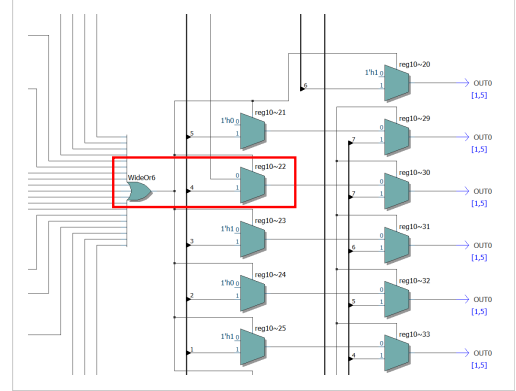 reg10~20
1'h1 0
6
1
OUT0
[1,5]
reg10~21
1'h0 0
5
1
reg10~29
0
7
1
OUT0
[1,5]
WideOr6
reg10~22
0
4
1
reg10~30
0
7
1
OUT0
[1,5]
reg10~23
1'h1 0
3
1
reg10~31
0
6
1
OUT0
[1,5]
reg10~24
1'h0 0
2
1
reg10~32
0
5
1
OUT0
[1,5]
reg10~25
1'h1 0
1
1
reg10~33
0
4
1
OUT0
[1,5]